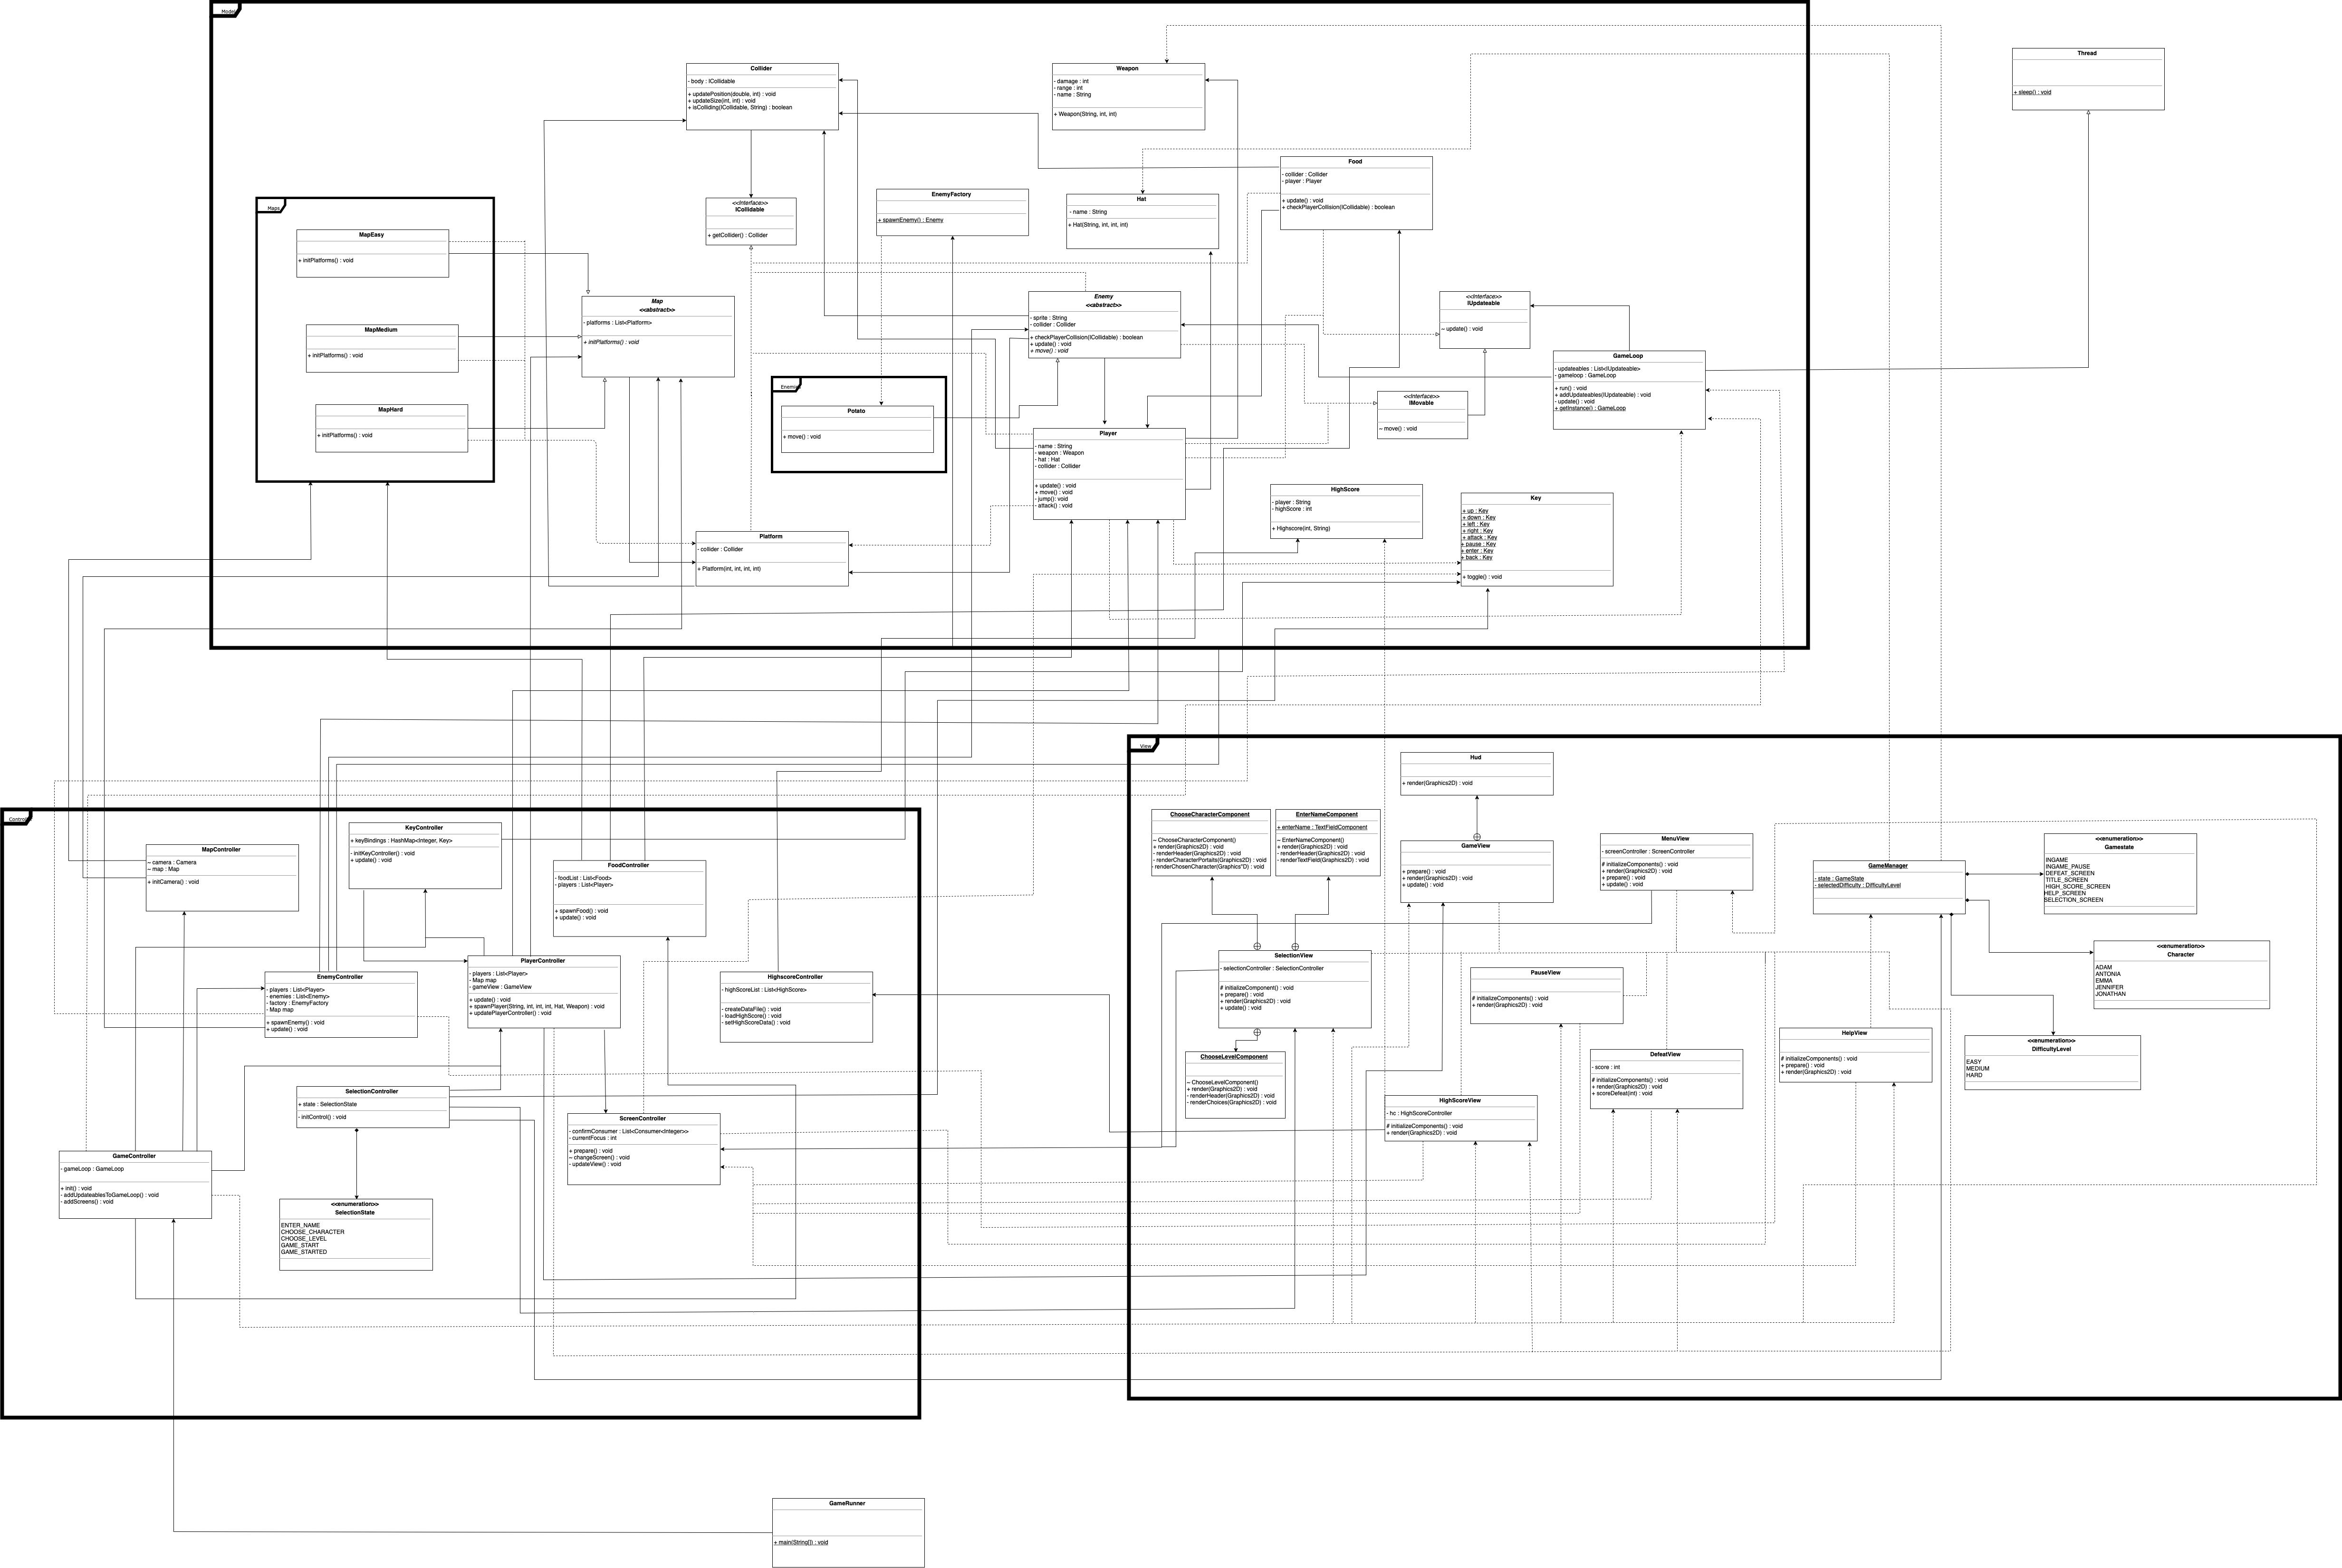 Model
Thread
+ sleep() : void
Collider
- body : ICollidable
+ updatePosition(double, int) : void
+ updateSize(int, int) : void
+ isColliding(ICollidable, String) : boolean
Weapon
- damage : int
- range : int
- name : String
+ Weapon(String, int, int)
Food
- collider : Collider
- player : Player
+ update() : void
+ checkPlayerCollision(ICollidable) : boolean
EnemyFactory
+ spawnEnemy() : Enemy
Hat
- name : String
+ Hat(String, int, int, int)
<<Interface>>
ICollidable
+ getCollider() : Collider
Maps
MapEasy
+ initPlatforms() : void
MapMedium
+ initPlatforms() : void
MapHard
+ initPlatforms() : void
Map
<<abstract>>
- platforms : List<Platform>
+ initPlatforms() : void
Enemy
<<abstract>>
- sprite : String
- collider : Collider
+ checkPlayerCollision(ICollidable) : boolean
+ update() : void
+ move() : void
<<Interface>>
IUpdateable
~ update() : void
GameLoop
- updateables : List<IUpdateable>
- gameloop : GameLoop
+ run() : void
+ addUpdateables(IUpdateable) : void
- update() : void
+ getInstance() : GameLoop
<<Interface>>
IMovable
~ move() : void
Enemies
Potato
+ move() : void
Player
- name : String
- weapon : Weapon
- hat : Hat
- collider : Collider
+ update() : void
+ move() : void
- jump(): void
- attack() : void
HighScore
- player : String
- highScore : int
+ Highscore(int, String)
Key
+ up : Key
+ down : Key
+ left : Key
+ right : Key
+ attack : Key
+ pause : Key
+ enter : Key
+ back : Key
+ toggle() : void
Platform
- collider : Collider
+ Platform(int, int, int, int)
View
Hud
+ render(Graphics2D) : void
ChooseCharacterComponent
~ ChooseCharacterComponent()
+ render(Graphics2D) : void
- renderHeader(Graphics2D) : void
- renderCharacterPortaits(Graphics2D) : void
- renderChosenCharacter(Graphics"D) : void
EnterNameComponent
+ enterName : TextFieldComponent
~ EnterNameComponent()
+ render(Graphics2D) : void
- renderHeader(Graphics2D) : void
- renderTextField(Graphics2D) : void
GameView
+ prepare() : void
+ render(Graphics2D) : void
+ update() : void
MenuView
- screenController : ScreenController
# initializeComponents() : void
+ render(Graphics2D) : void
+ prepare() : void
+ update() : void
GameManager
- state : GameState
- selectedDifficulty : DifficultyLevel
<<enumeration>>
Gamestate
INGAME
INGAME_PAUSE
DEFEAT_SCREEN
TITLE_SCREEN
HIGH_SCORE_SCREEN
HELP_SCREEN
SELECTION_SCREEN
<<enumeration>>
Character
ADAM
ANTONIA
EMMA
JENNIFER
JONATHAN
<<enumeration>>
DifficultyLevel
EASY
MEDIUM
HARD
SelectionView
- selectionController : SelectionController
# initializeComponent() : void
+ prepare() : void
+ render(Graphics2D) : void
+ update() : void
PauseView
# initializeComponents() : void
+ render(Graphics2D) : void
HelpView
# initializeComponents() : void
+ prepare() : void
+ render(Graphics2D) : void
DefeatView
- score : int
# initializeComponents() : void
+ render(Graphics2D) : void
+ scoreDefeat(int) : void
ChooseLevelComponent
~ ChooseLevelComponent()
+ render(Graphics2D) : void
- renderHeader(Graphics2D) : void
- renderChoices(Graphics2D) : void
HighScoreView
- hc : HighScoreController
# initializeComponents() : void
+ render(Graphics2D) : void
MapController
~ camera : Camera
~ map : Map
+ initCamera() : void
KeyController
+ keyBindings : HashMap<Integer, Key>
- initKeyController() : void
+ update() : void
FoodController
- foodList : List<Food>
- players : List<Player>
+ spawnFood() : void
+ update() : void
EnemyController
- players : List<Player>
- enemies : List<Enemy>
- factory : EnemyFactory
- Map map
+ spawnEnemy() : void
+ update() : void
PlayerController
- players : List<Player>
- Map map
- gameView : GameView
+ update() : void
+ spawnPlayer(String, int, int, int, Hat, Weapon) : void
+ updatePlayerController() : void
HighscoreController
- highScoreList : List<HighScore>
- createDataFile() : void
- loadHighScore() : void
- setHighScoreData() : void
SelectionController
+ state : SelectionState
- initControl() : void
ScreenController
- confirmConsumer : List<Consumer<Integer>>
- currentFocus : int
+ prepare() : void
~ changeScreen() : void
- updateView() : void
GameController
- gameLoop : GameLoop
+ init() : void
- addUpdateablesToGameLoop() : void
- addScreens() : void
<<enumeration>>
SelectionState
ENTER_NAME
CHOOSE_CHARACTER
CHOOSE_LEVEL
GAME_START
GAME_STARTED
GameRunner
+ main(String[]) : void